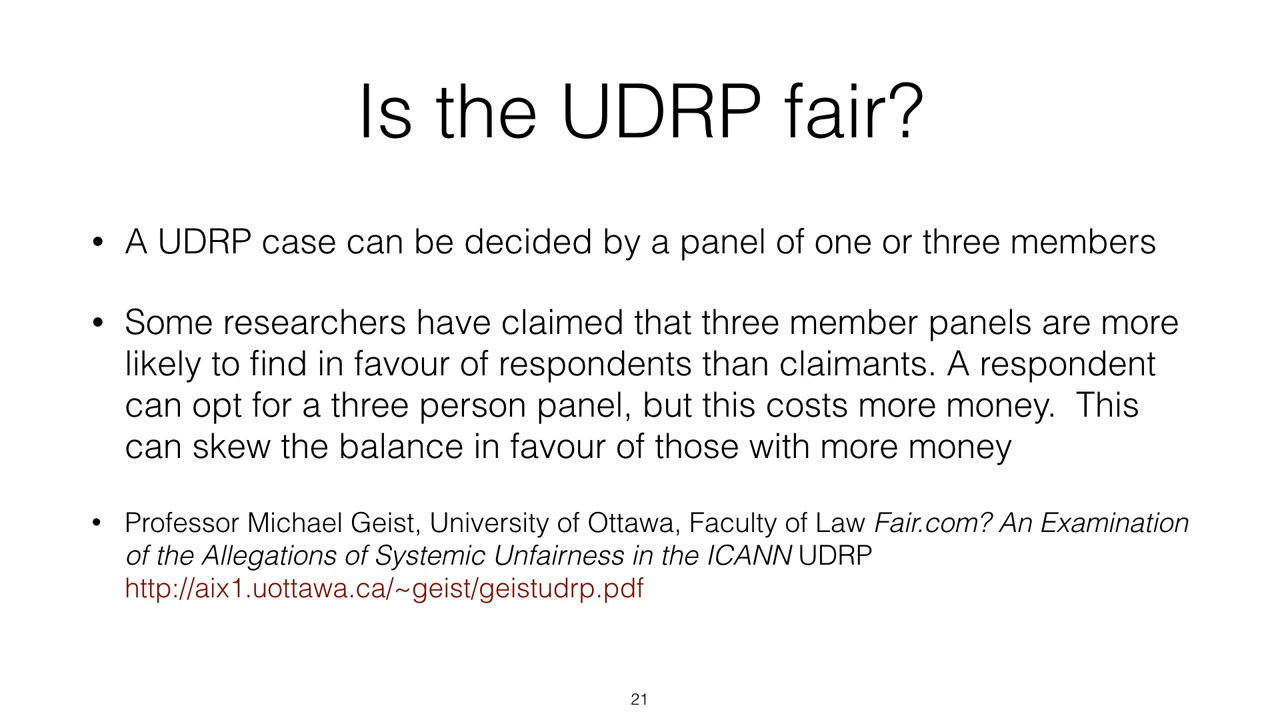 Is the UDRP fair?
• A UDRP case can be decided by a panel of one or three members
• Some researchers have claimed that three member panels are more
likely to find in favour of respondents than claimants. A respondent
can opt for a three person panel, but this costs more money.  This
can skew the balance in favour of those with more money
• Professor Michael Geist, University of Ottawa, Faculty of Law Fair.com? An Examination
of the Allegations of Systemic Unfairness in the ICANN UDRP
http://aix1.uottawa.ca/~geist/geistudrp.pdf
21